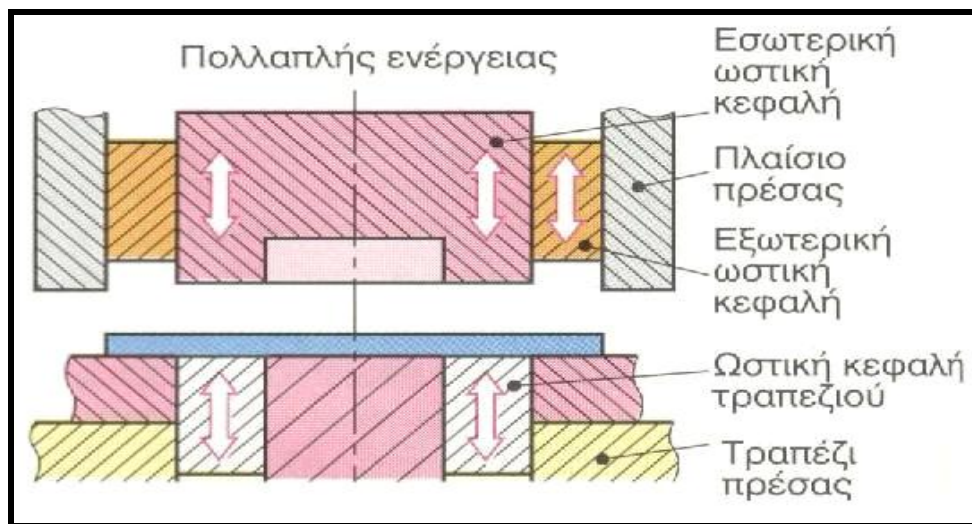 Πολλαπλής ενέργειας
Εσωτερική
ωστική
κεφαλή
Πλαίσιο
πρέσας
Εξωτερική
ωστική
κεφαλή
Ωστική κεφαλή
τραπεζιού
Τραπέζι
πρέσας